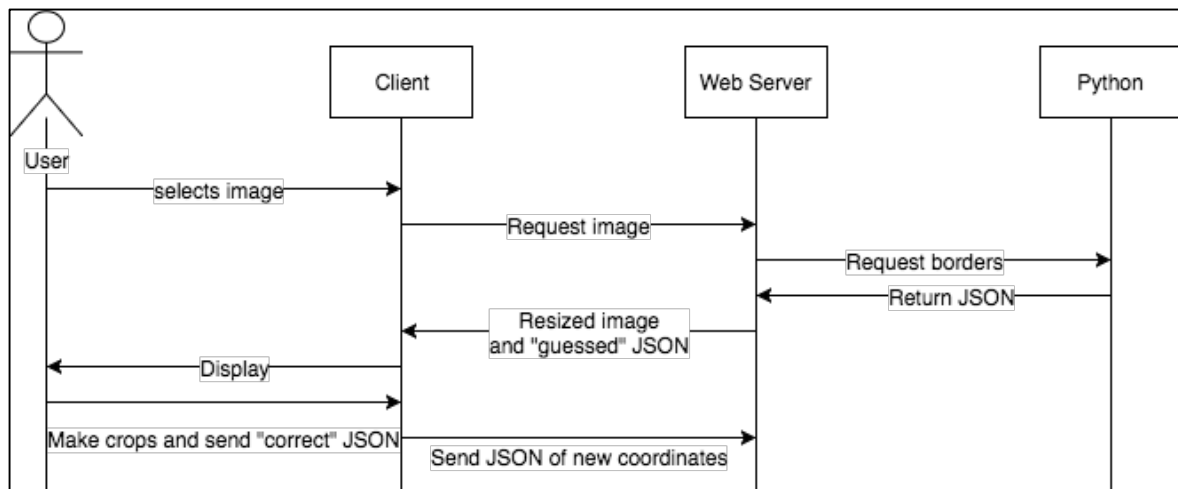 Client
Web Server
Python
User
selects image
Request image
Request borders
Return JSON
Resized image
and "guessed" JSON
Display
Make crops and send "correct" JSON
Send JSON of new coordinates